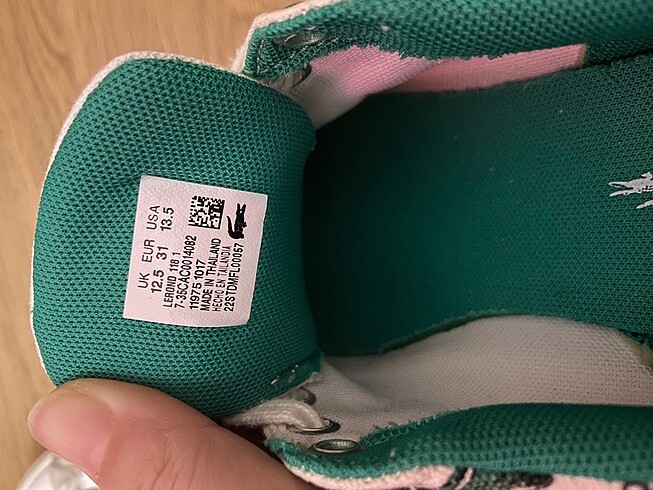 UK EUR USA
12.5 31 13.5
LEROND 118 1
7-35CAC0014082
11975 1017
MADE IN THAILAND
HECHO EN TAILANDIA
22STDMFL00067